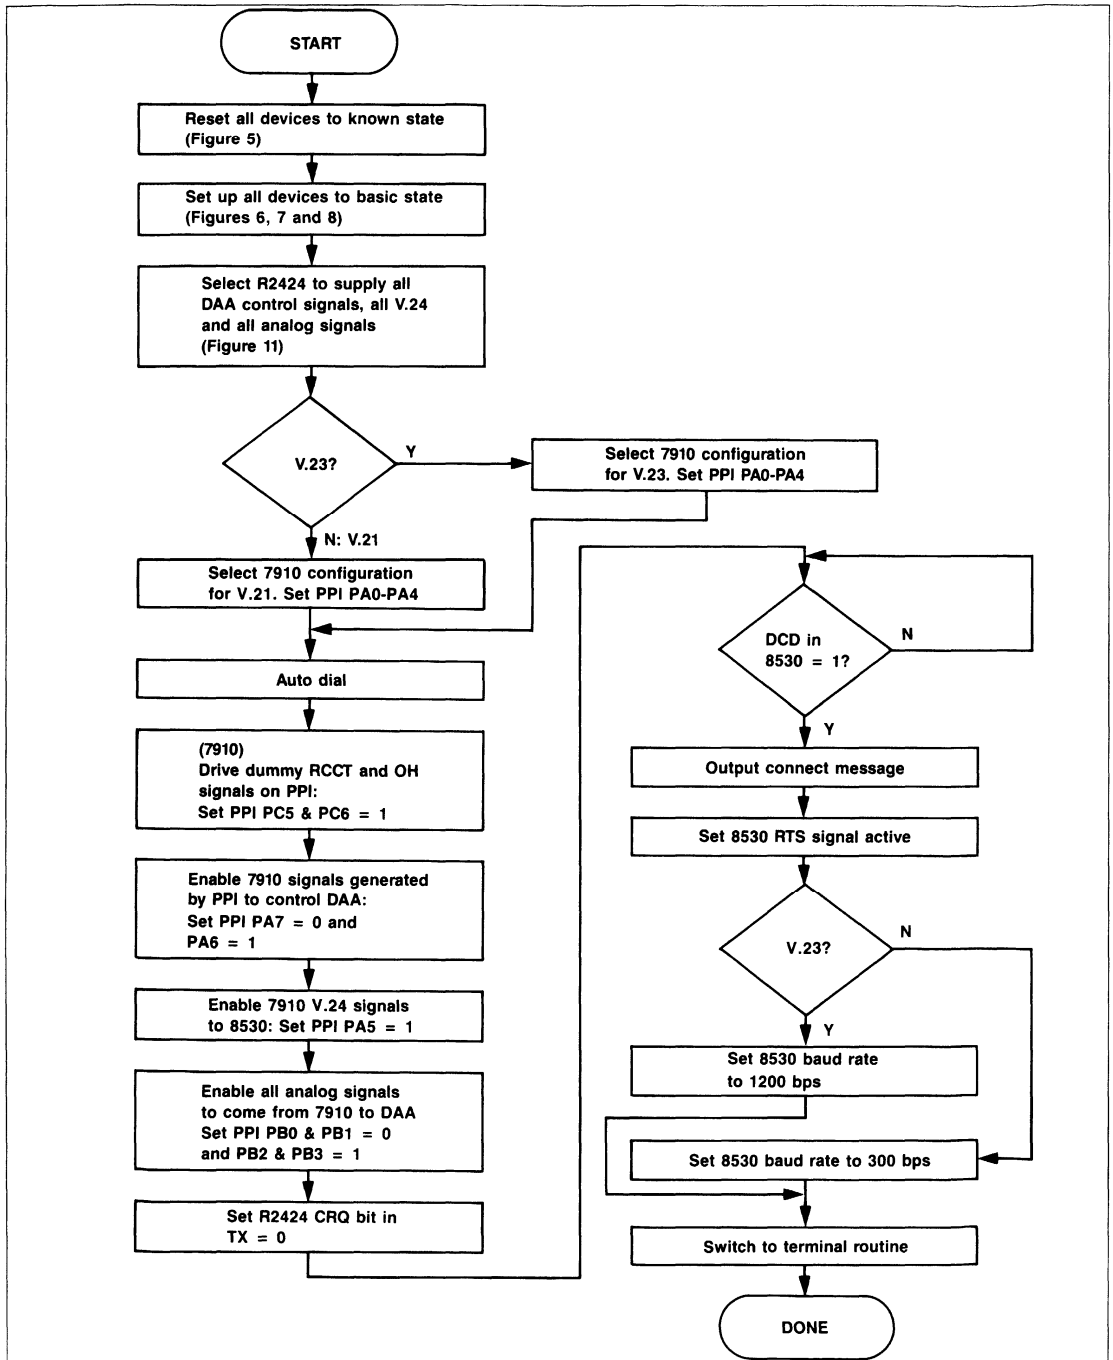 START
Reset all devices to known state
(Figure 5)
Set up all devices to basic state
(Figures 6, 7 and 8)
Select R2424 to supply all
DAA control signals, all V.24
and all analog signals
(Figure 11)
V.23?
Y
Select 7910 configuration
for V.23. Set PPI PA0-PA4
N: V.21
Select 7910 configuration
for V.21. Set PPI PA0-PA4
Auto dial
(7910)
Drive dummy RCCT and OH
signals on PPI:
Set PPI PC5 & PC6 = 1
Enable 7910 signals generated
by PPI to control DAA:
Set PPI PA7 = 0 and
PA6 = 1
Enable 7910 V.24 signals
to 8530: Set PPI PA5 = 1
Enable all analog signals
to come from 7910 to DAA
Set PPI PB0 & PB1 = 0
and PB2 & PB3 = 1
Set R2424 CRQ bit in
TX = 0
DCD in
8530 = 1?
N
Y
Output connect message
Set 8530 RTS signal active
V.23?
N
Y
Set 8530 baud rate
to 1200 bps
Set 8530 baud rate to 300 bps
Switch to terminal routine
DONE